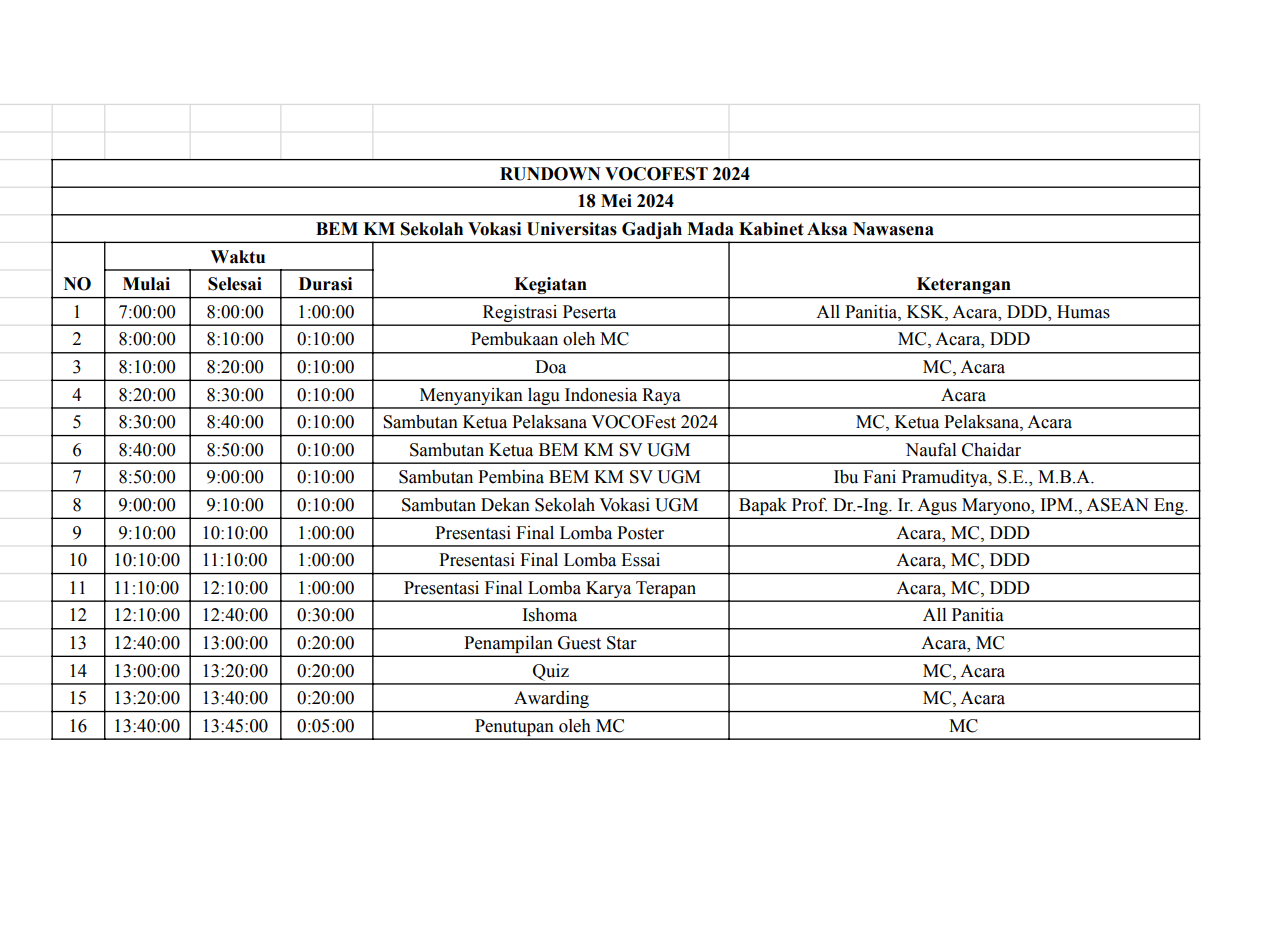 RUNDOWN VOCOFEST 2024
18 Mei 2024
BEM KM Sekolah Vokasi Universitas Gadjah Mada Kabinet Aksa Nawasena
Waktu
NO Mulai Selesai Durasi Kegiatan Keterangan
1 7:00:00 8:00:00 1:00:00 Registrasi Peserta All Panitia, KSK, Acara, DDD, Humas
2 8:00:00 8:10:00 0:10:00 Pembukaan oleh MC MC, Acara, DDD
3 8:10:00 8:20:00 0:10:00 Doa MC, Acara
4 8:20:00 8:30:00 0:10:00 Menyanyikan lagu Indonesia Raya Acara
5 8:30:00 8:40:00 0:10:00 Sambutan Ketua Pelaksana VOCOFest 2024 MC, Ketua Pelaksana, Acara
6 8:40:00 8:50:00 0:10:00 Sambutan Ketua BEM KM SV UGM Naufal Chaidar
7 8:50:00 9:00:00 0:10:00 Sambutan Pembina BEM KM SV UGM Ibu Fani Pramuditya, S.E., M.B.A.
8 9:00:00 9:10:00 0:10:00 Sambutan Dekan Sekolah Vokasi UGM Bapak Prof. Dr.-Ing. Ir. Agus Maryono, IPM., ASEAN Eng.
9 9:10:00 10:10:00 1:00:00 Presentasi Final Lomba Poster Acara, MC, DDD
10 10:10:00 11:10:00 1:00:00 Presentasi Final Lomba Essai Acara, MC, DDD
11 11:10:00 12:10:00 1:00:00 Presentasi Final Lomba Karya Terapan Acara, MC, DDD
12 12:10:00 12:40:00 0:30:00 Ishoma All Panitia
13 12:40:00 13:00:00 0:20:00 Penampilan Guest Star Acara, MC
14 13:00:00 13:20:00 0:20:00 Quiz MC, Acara
15 13:20:00 13:40:00 0:20:00 Awarding MC, Acara
16 13:40:00 13:45:00 0:05:00 Penutupan oleh MC MC